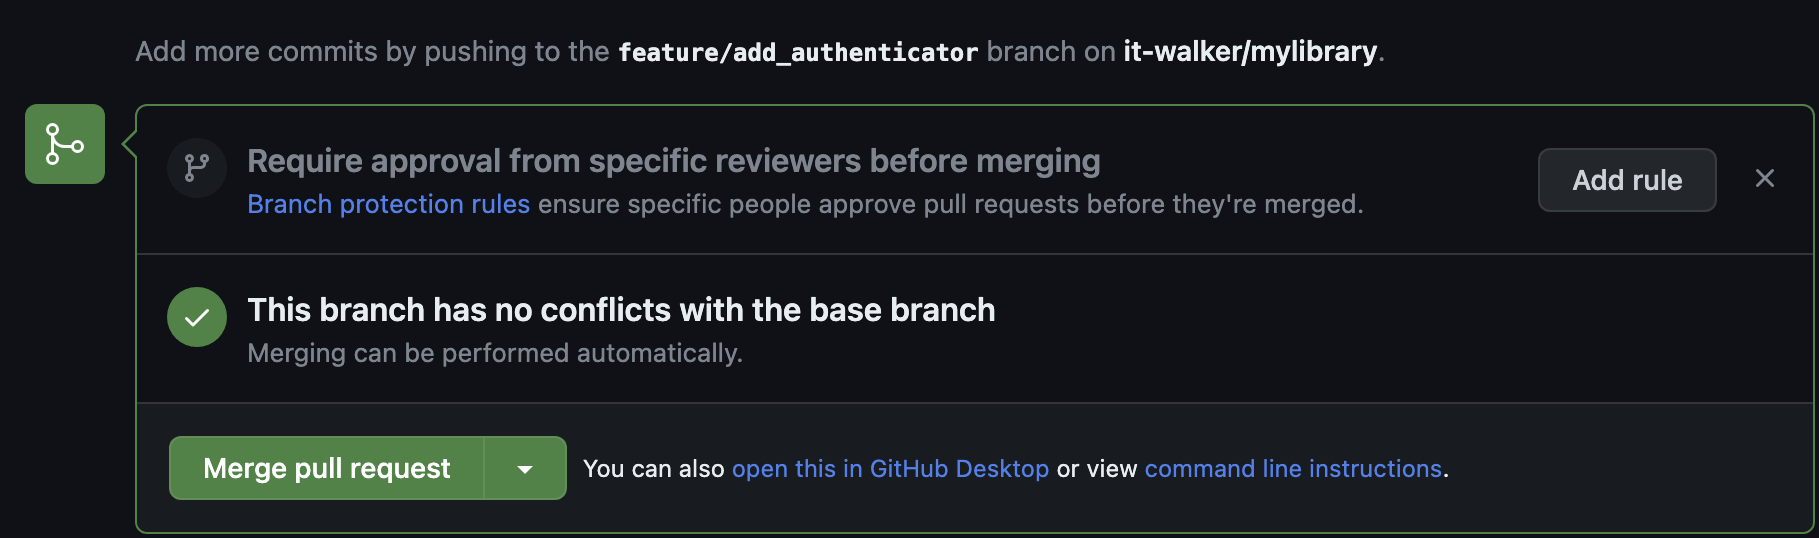 Add more commits by pushing to the feature/add_authenticator branch on it-walker/mylibrary.
Require approval from specific reviewers before merging
Branch protection rules ensure specific people approve pull requests before they're merged.
Add rule
This branch has no conflicts with the base branch
Merging can be performed automatically.
Merge pull request
You can also open this in GitHub Desktop or view command line instructions.